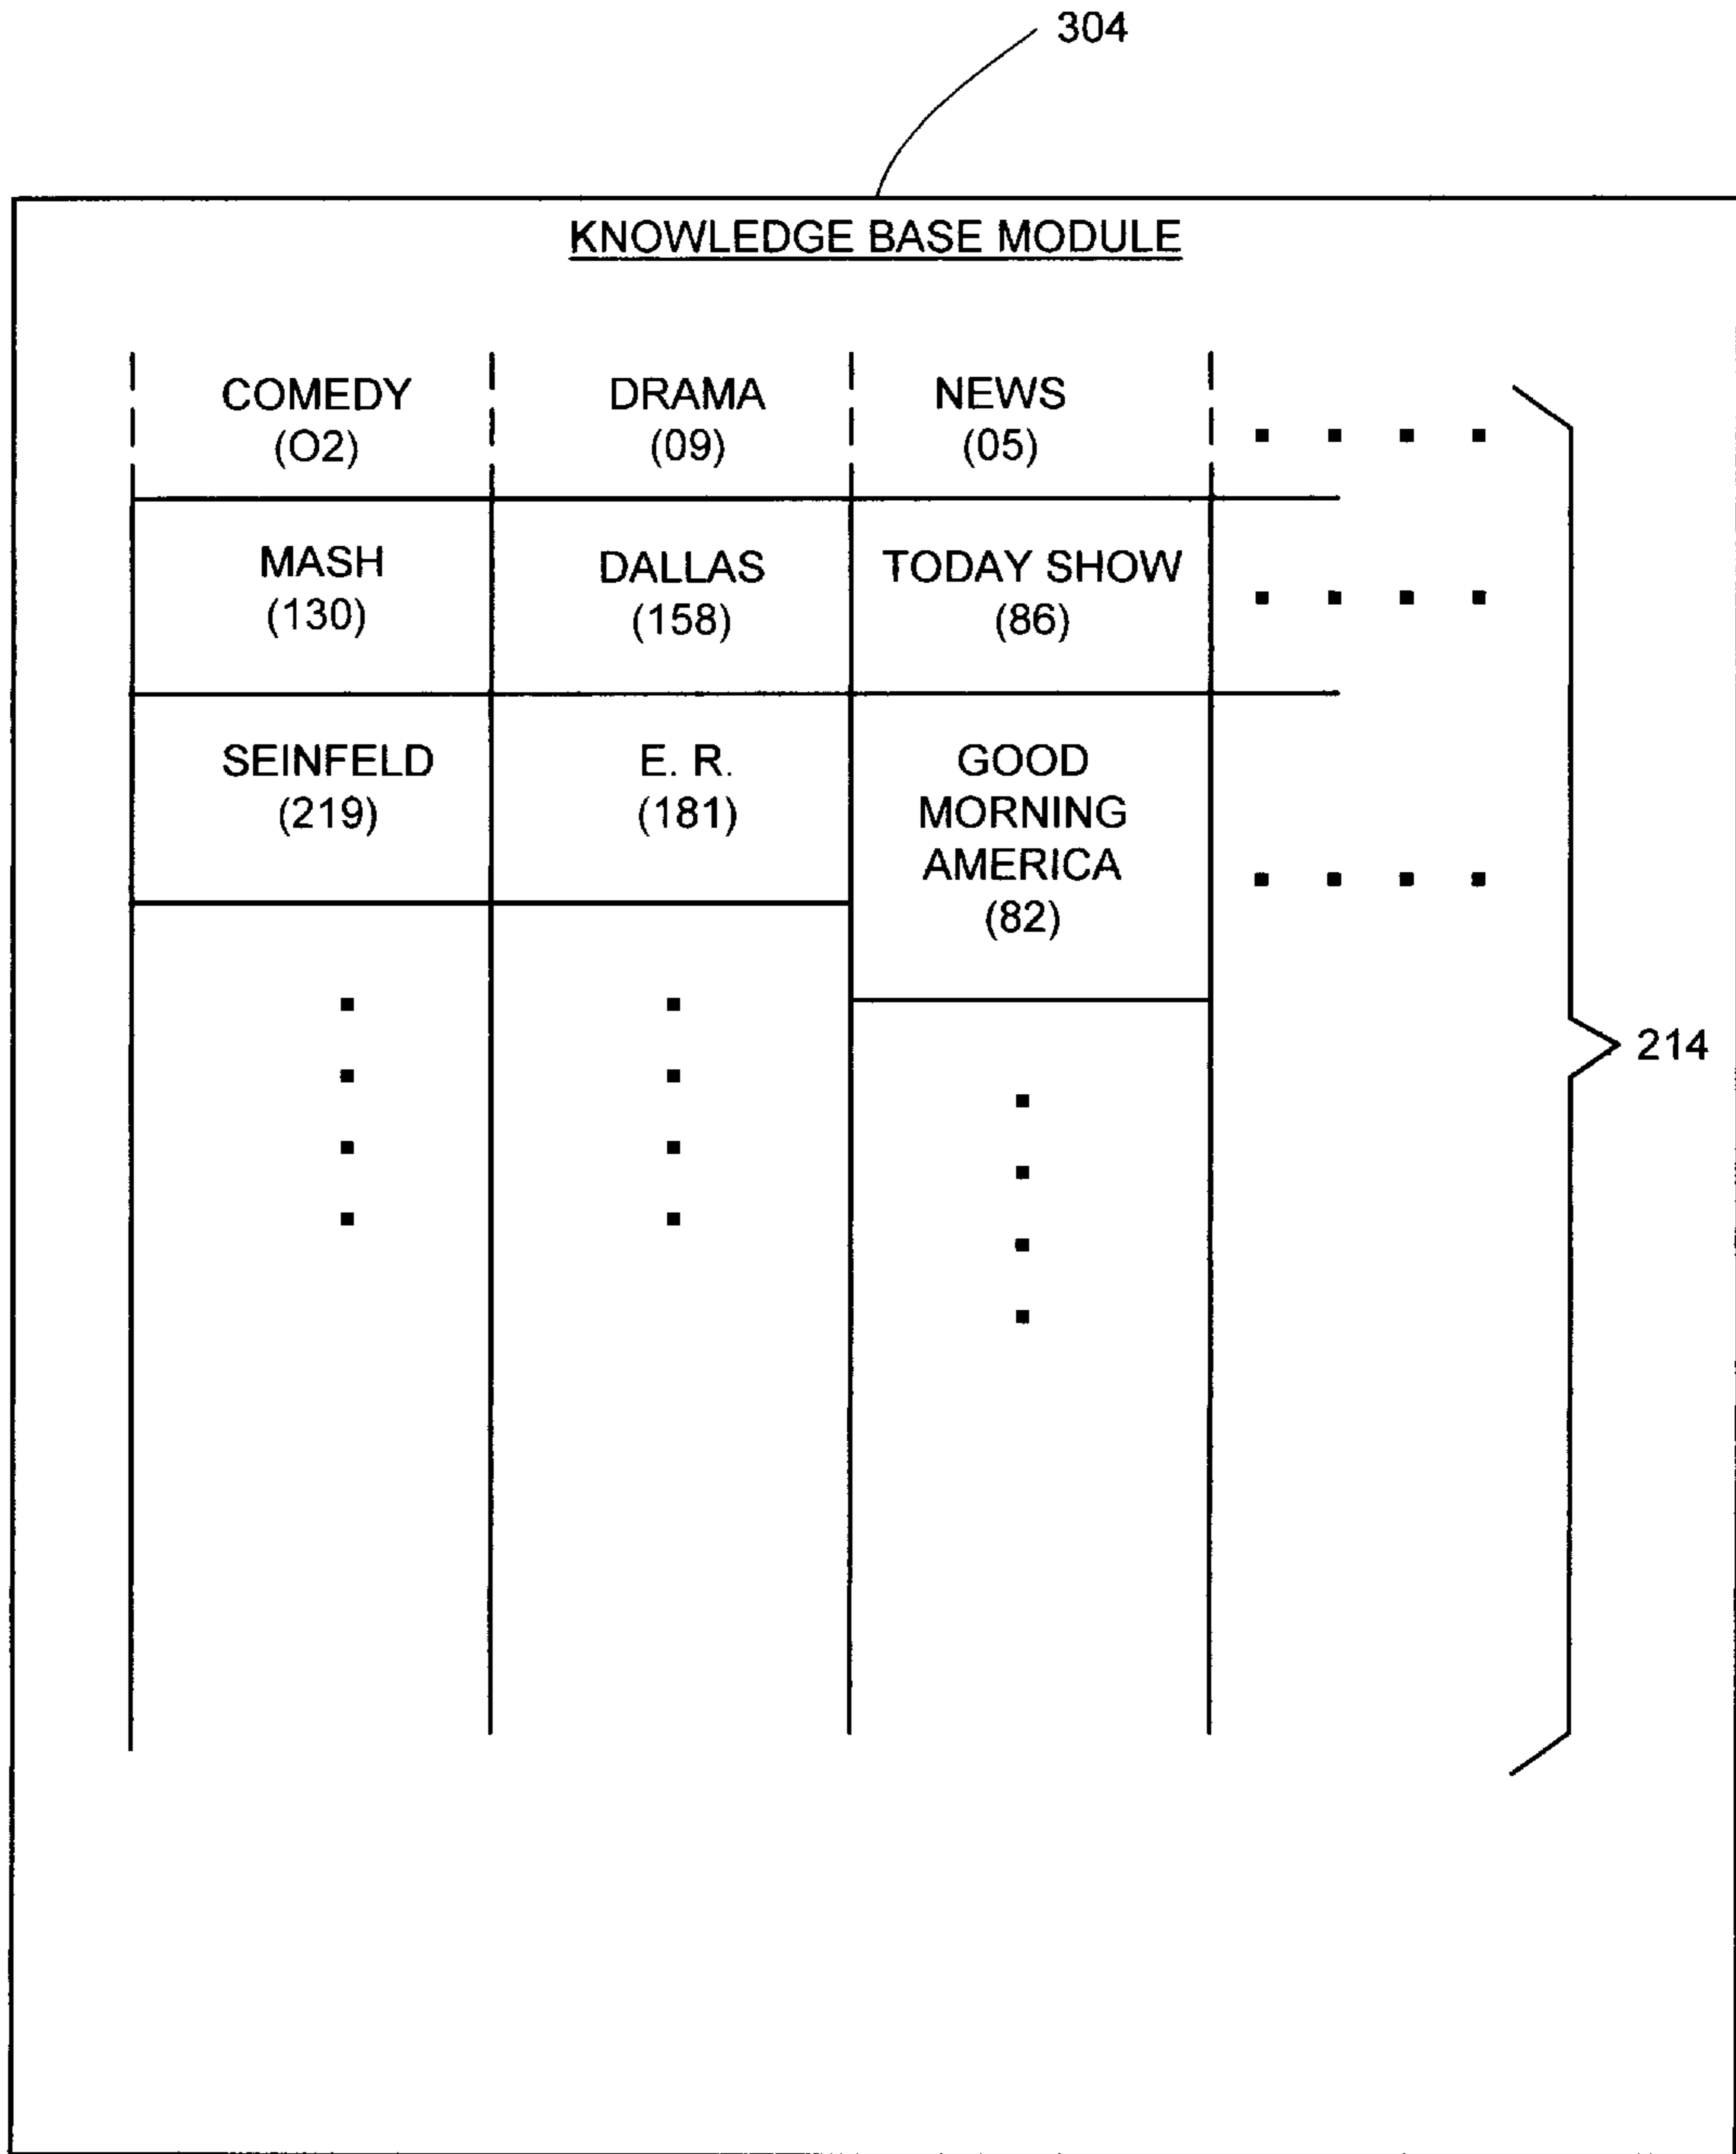 304
KNOWLEDGE BASE MODULE
COMEDY
(O2)
DRAMA
(09)
NEWS
(05)
MASH
(130)
DALLAS
(158)
TODAY SHOW
(86)
SEINFELD
(219)
E. R.
(181)
GOOD
MORNING
AMERICA
(82)
214